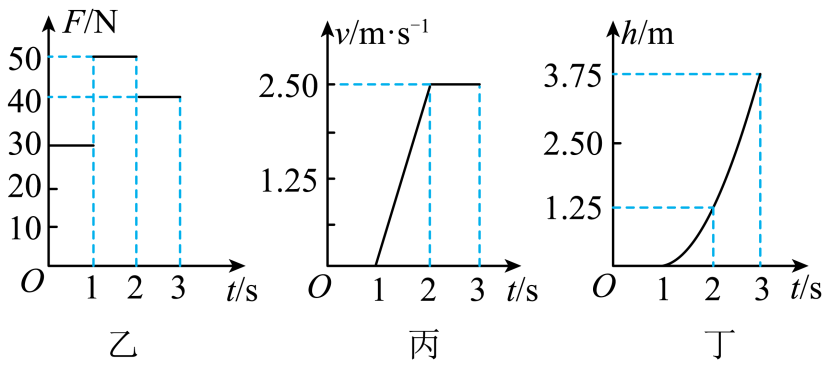 F/N
50
40
30
20
10
O
1 2 3 t/s
乙
v/m·s⁻¹
2.50
1.25
O
1 2 3 t/s
丙
h/m
3.75
2.50
1.25
O
1 2 3 t/s
丁